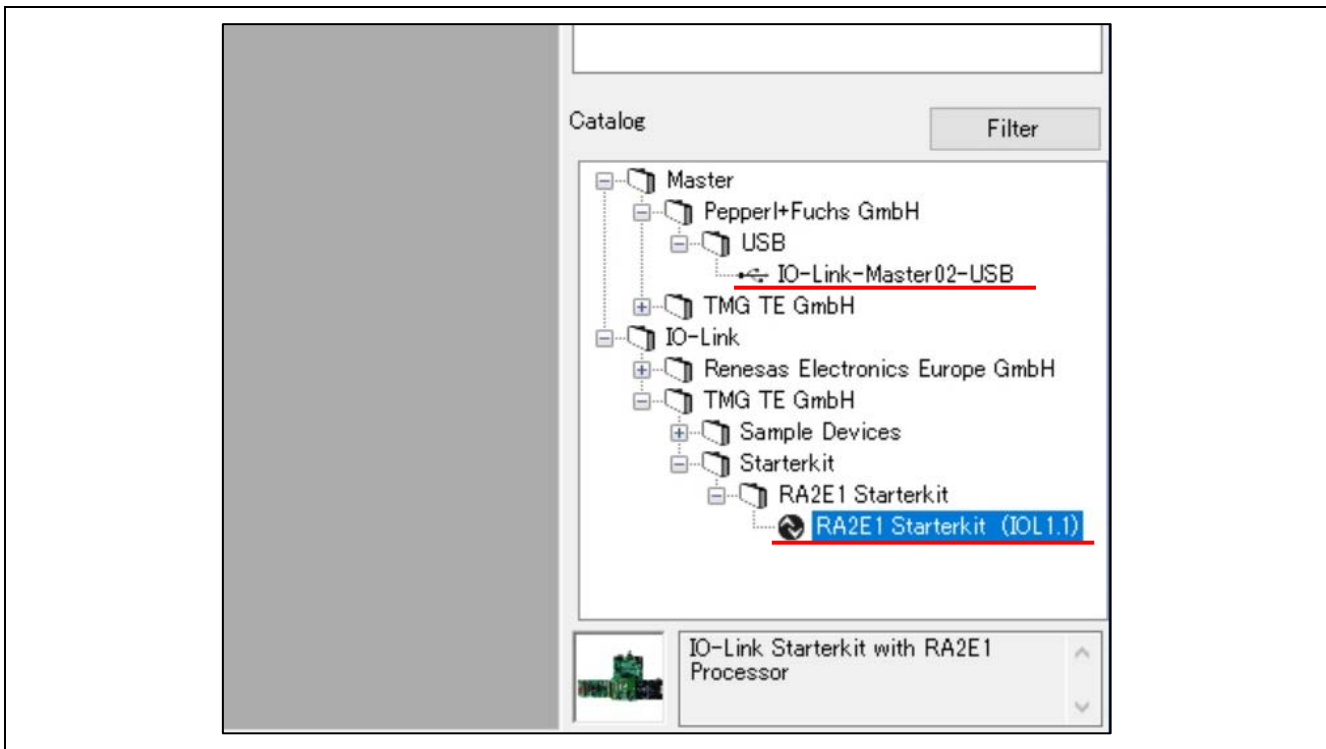 Catalog
Filter
Master
Pepperl+Fuchs GmbH
USB
IO-Link-Master02-USB
TMG TE GmbH
IO-Link
Renesas Electronics Europe GmbH
TMG TE GmbH
Sample Devices
Starterkit
RA2E1 Starterkit
RA2E1 Starterkit (IOL1.1)
IO-Link Starterkit with RA2E1
Processor